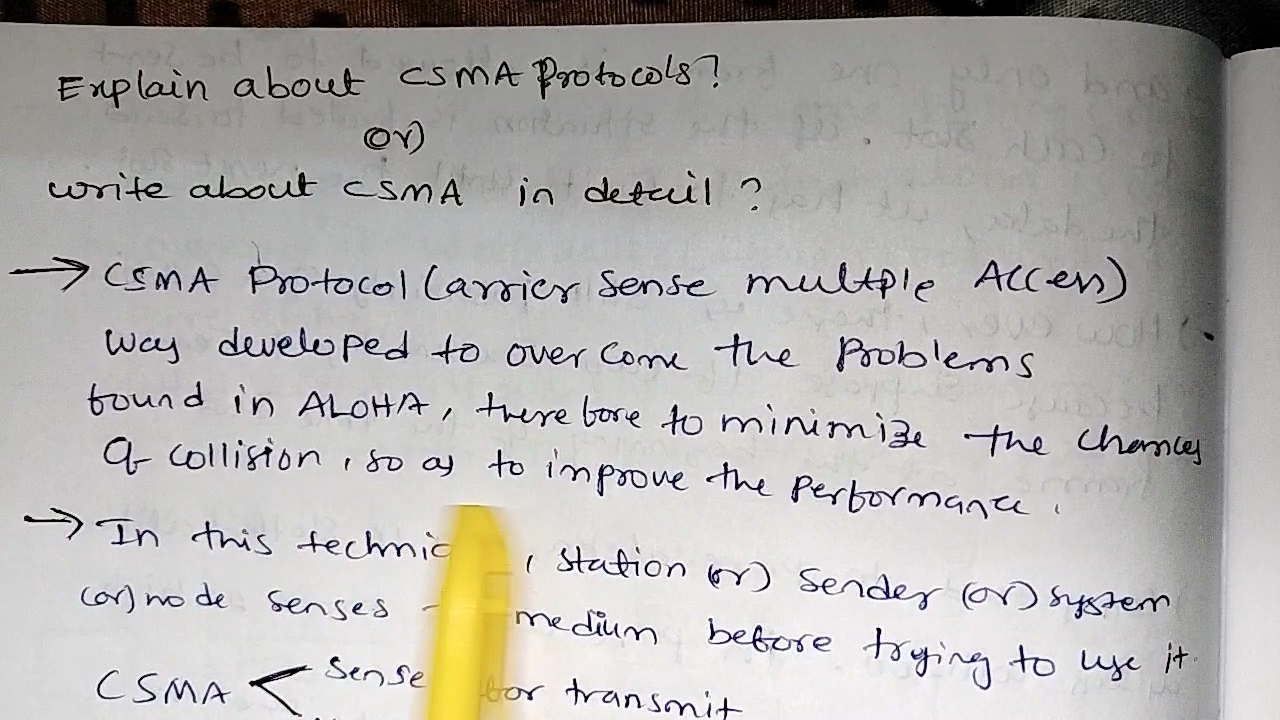 Explain about CSMA Protocols?
(or)
write about CSMA in detail?
→ CSMA Protocol (Carrier Sense multiple Access)
was developed to over come the Problems
found in ALOHA, therefore to minimize the chances
of collision, so as to improve the performance.
→ In this techni , station (or) Sender (or) System
(or) node senses medium before trying to use it.
CSMA Sense transmit